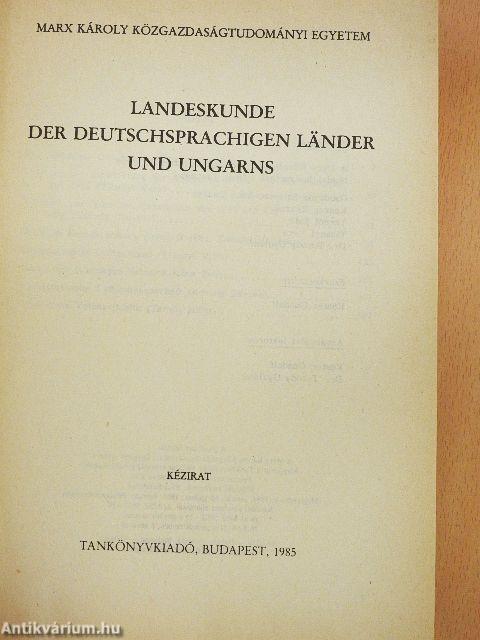 MARX KÁROLY KÖZGAZDASÁGTUDOMÁNYI EGYETEM
LANDESKUNDE
DER DEUTSCHSPRACHIGEN LÄNDER
UND UNGARNS
KÉZIRAT
TANKÖNYVKIADÓ, BUDAPEST, 1985
Antikvárium.hu